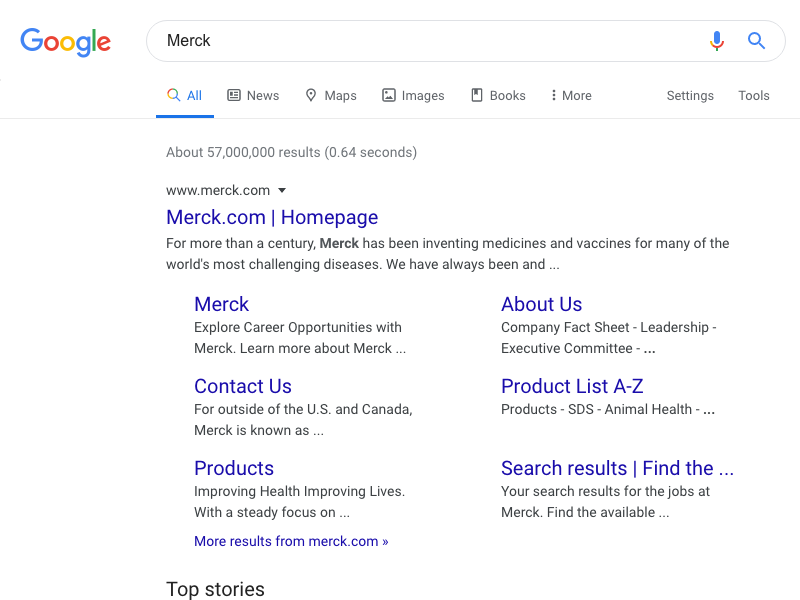 Google
Merck
All News Maps Images Books More Settings Tools
About 57,000,000 results (0.64 seconds)
www.merck.com
Merck.com | Homepage
For more than a century, Merck has been inventing medicines and vaccines for many of the
world's most challenging diseases. We have always been and ...
Merck
Explore Career Opportunities with
Merck. Learn more about Merck ...
About Us
Company Fact Sheet - Leadership -
Executive Committee - ...
Contact Us
For outside of the U.S. and Canada,
Merck is known as ...
Product List A-Z
Products - SDS - Animal Health - ...
Products
Improving Health Improving Lives.
With a steady focus on ...
Search results | Find the ...
Your search results for the jobs at
Merck. Find the available ...
More results from merck.com »
Top stories